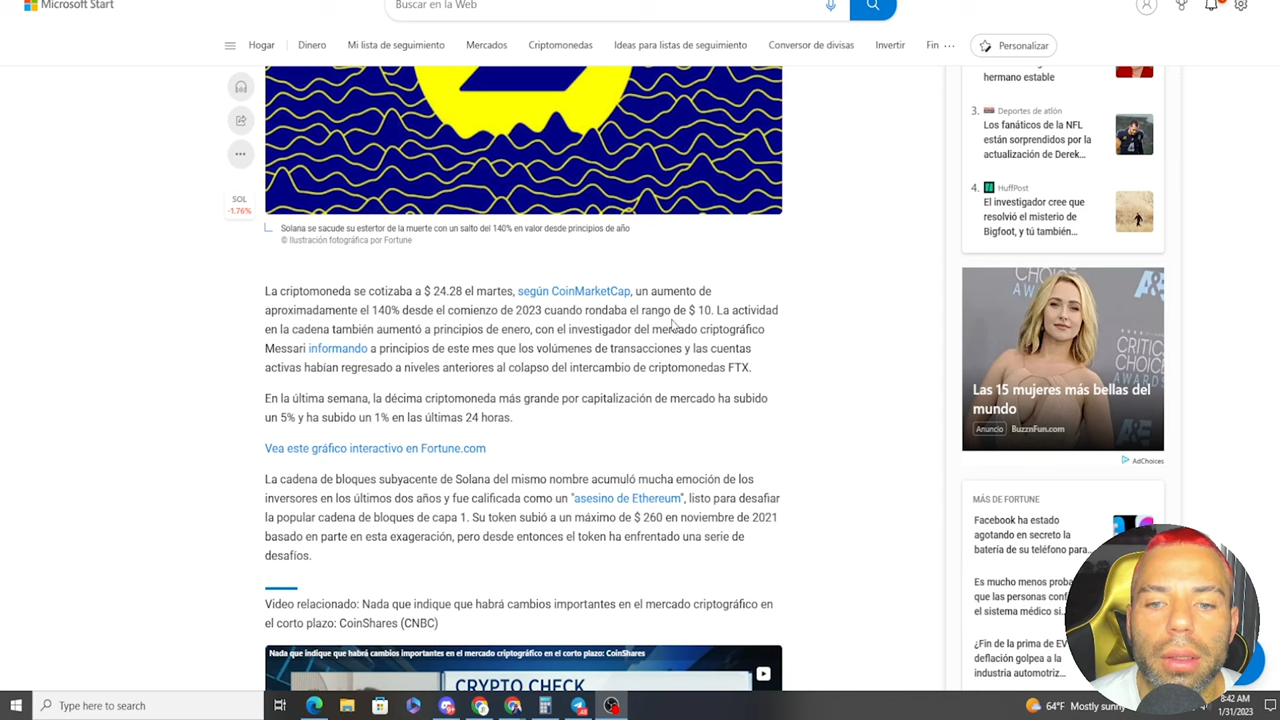 Microsoft Start
Buscar en la Web
Hogar Dinero Mi lista de seguimiento Mercados Criptomonedas Ideas para listas de seguimiento Conversor de divisas Invertir Fin ... Personalizar
SOL
-1.76%
Solana se sacude su estertor de la muerte con un salto del 140% en valor desde principios de año
© Ilustración fotográfica por Fortune
La criptomoneda se cotizaba a $ 24.28 el martes, según CoinMarketCap, un aumento de
aproximadamente el 140% desde el comienzo de 2023 cuando rondaba el rango de $ 10. La actividad
en la cadena también aumentó a principios de enero, con el investigador del mercado criptográfico
Messari informando a principios de este mes que los volúmenes de transacciones y las cuentas
activas habían regresado a niveles anteriores al colapso del intercambio de criptomonedas FTX.
En la última semana, la décima criptomoneda más grande por capitalización de mercado ha subido
un 5% y ha subido un 1% en las últimas 24 horas.
Vea este gráfico interactivo en Fortune.com
La cadena de bloques subyacente de Solana del mismo nombre acumuló mucha emoción de los
inversores en los últimos dos años y fue calificada como un "asesino de Ethereum", listo para desafiar
la popular cadena de bloques de capa 1. Su token subió a un máximo de $ 260 en noviembre de 2021
basado en parte en esta exageración, pero desde entonces el token ha enfrentado una serie de
desafíos.
Video relacionado: Nada que indique que habrá cambios importantes en el mercado criptográfico en
el corto plazo: CoinShares (CNBC)
Nada que indique que habrá cambios importantes en el mercado criptográfico en el corto plazo: CoinShares
CRYPTO CHECK
hermano estable
3. Deportes de atlón
Los fanáticos de la NFL
están sorprendidos por la
actualización de Derek...
4. HuffPost
El investigador cree que
resolvió el misterio de
Bigfoot, y tú también...
CRITICS
CHOICE
Las 15 mujeres más bellas del
mundo
Anuncio BuzznFun.com
AdChoices
MÁS DE FORTUNE
Facebook ha estado
agotando en secreto la
batería de su teléfono para...
Es mucho menos proba
que las personas conf
el sistema médico si...
¿Fin de la prima de EV
deflación golpea a la
industria automotriz...
Type here to search
64°F Mostly sunny
8:42 AM
1/31/2023